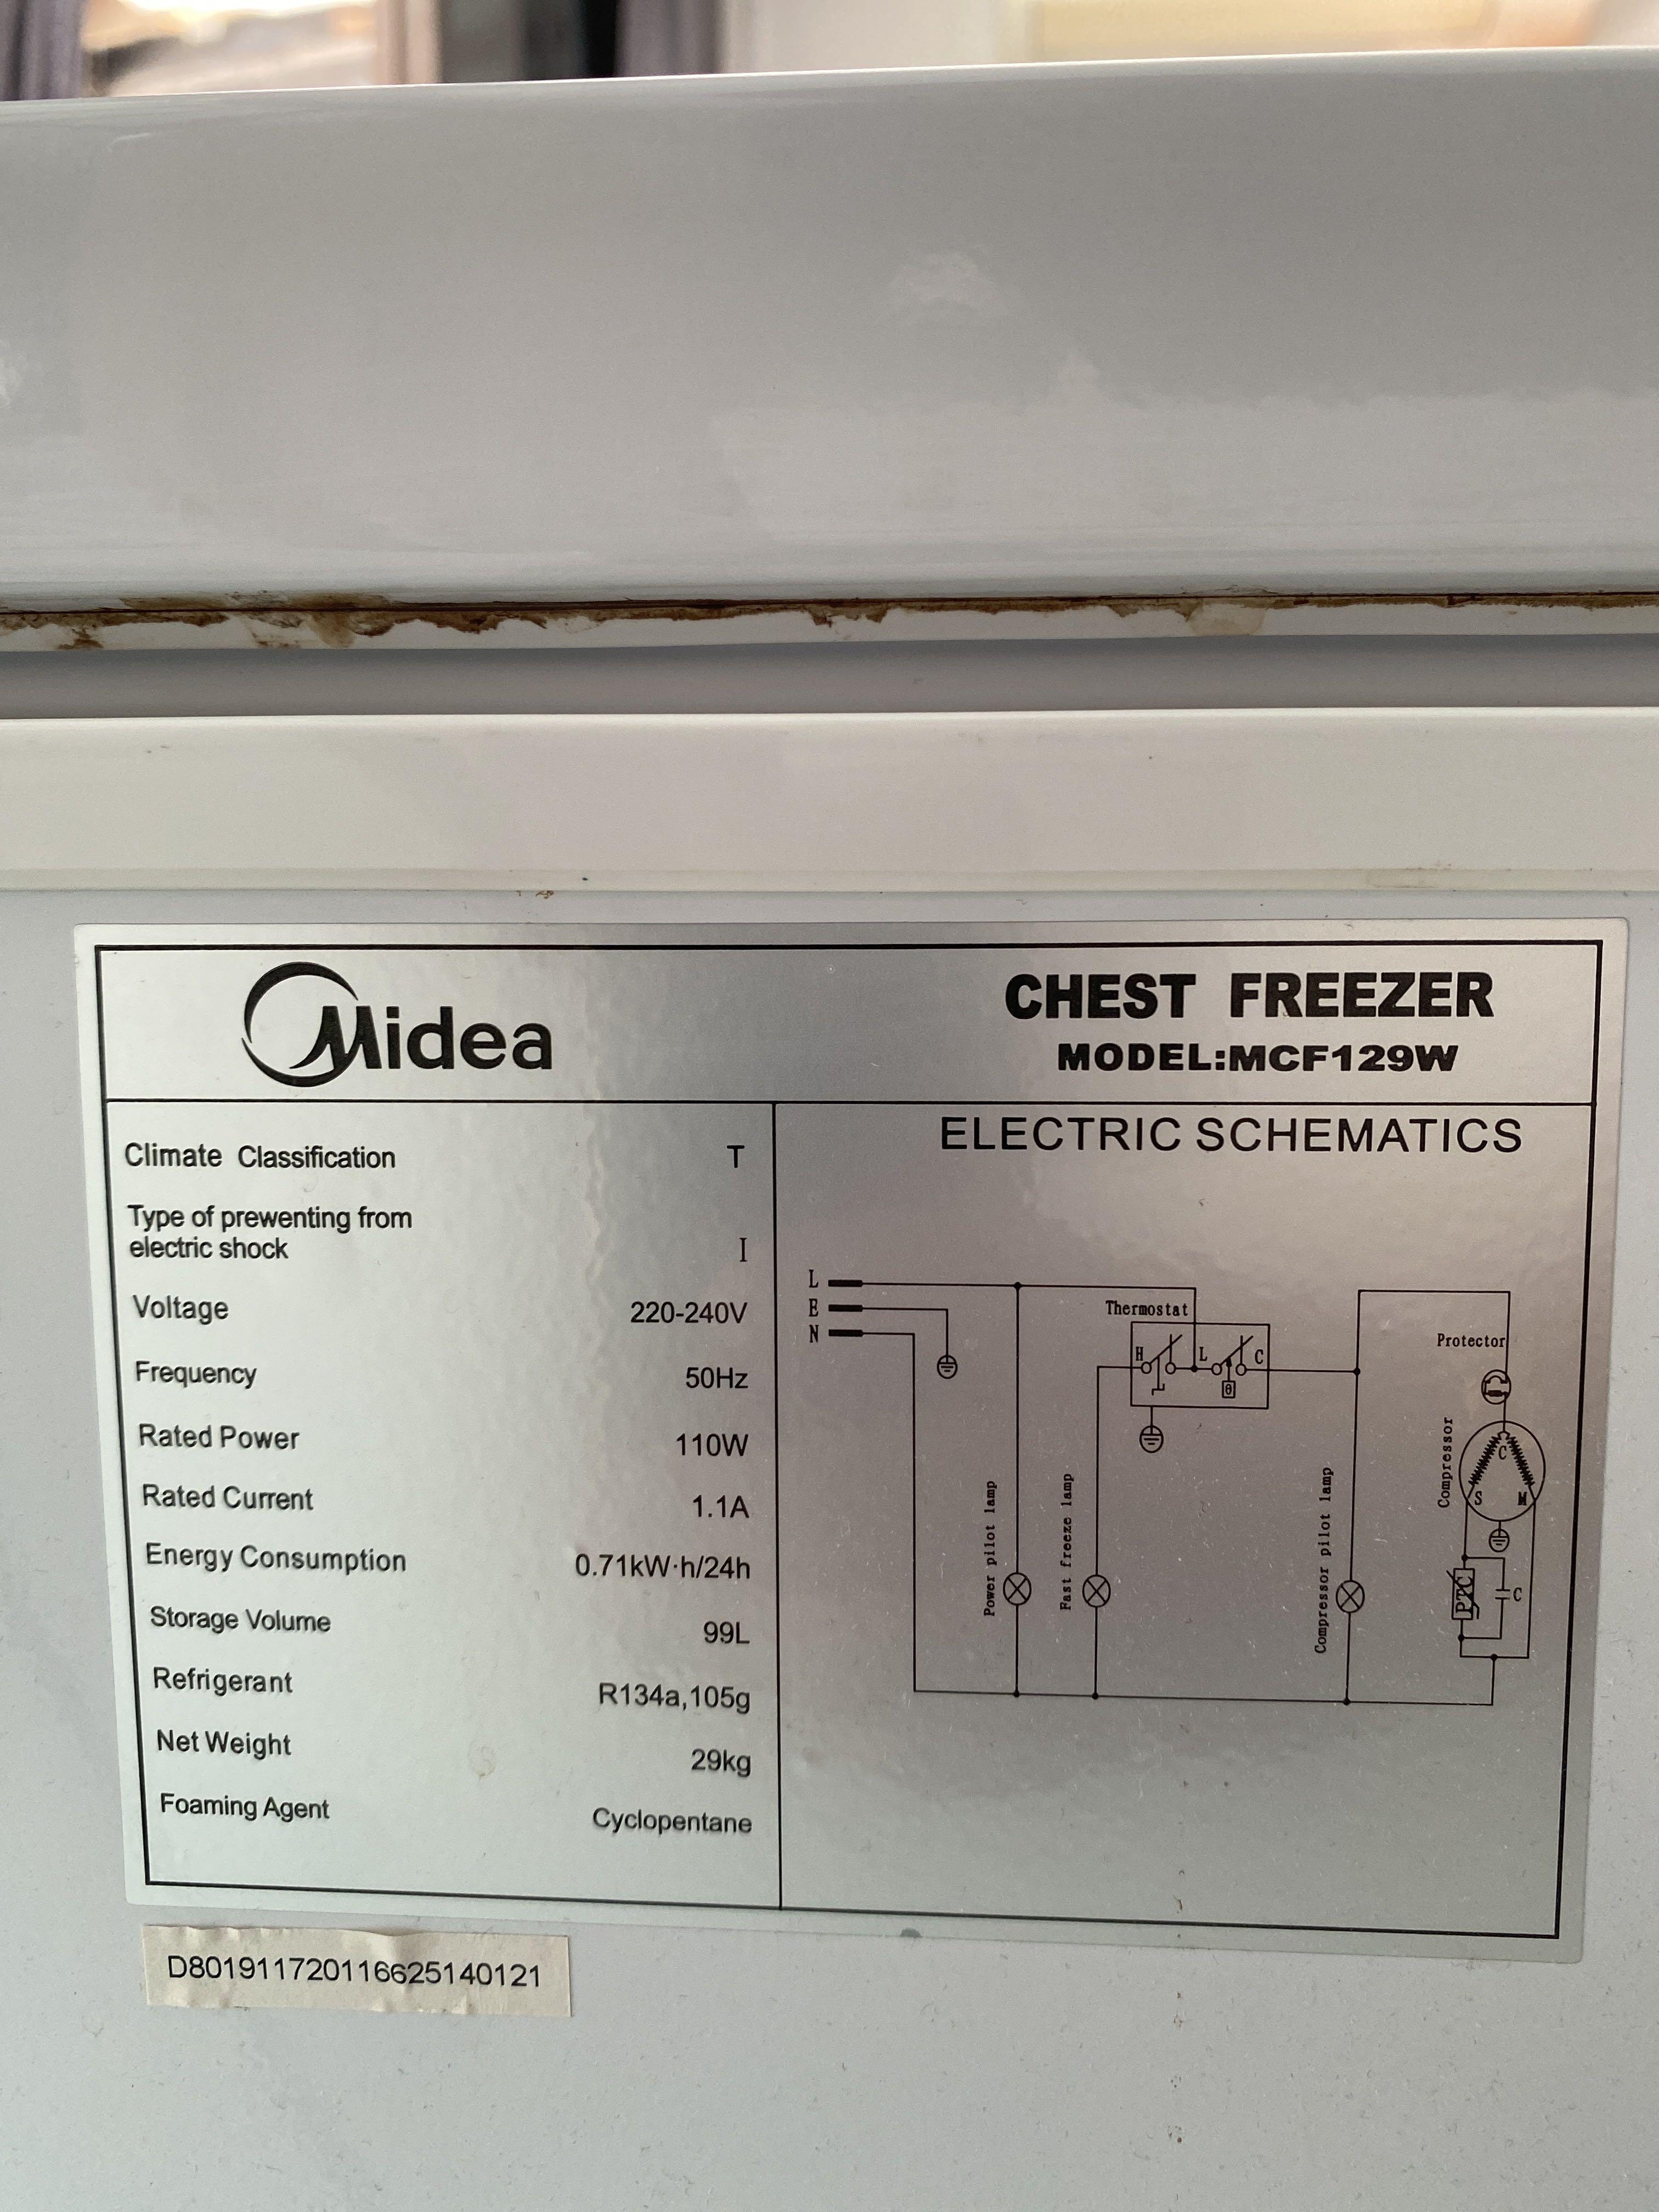 Midea
CHEST FREEZER
MODEL:MCF129W
Climate Classification T
Type of prewenting from
electric shock I
Voltage 220-240V
Frequency 50Hz
Rated Power 110W
Rated Current 1.1A
Energy Consumption 0.71kW·h/24h
Storage Volume 99L
Refrigerant R134a,105g
Net Weight 29kg
Foaming Agent Cyclopentane
ELECTRIC SCHEMATICS
L
E
N
Thermostat
H L C
θ
Protector
Compressor
C
S M
PTC
C
Power pilot lamp
Fast freeze lamp
Compressor pilot lamp
D801911720116625140121